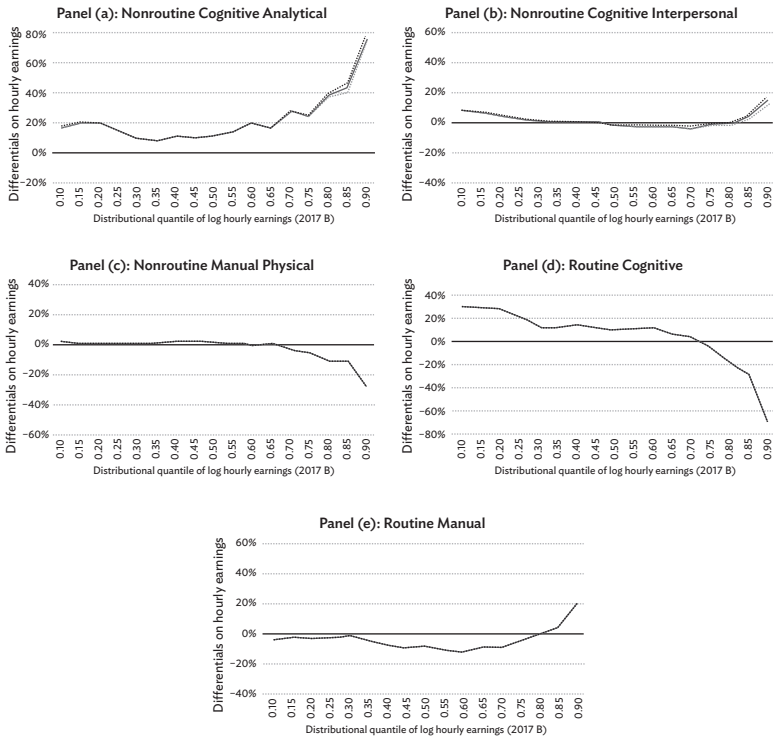 Panel (a): Nonroutine Cognitive Analytical
Differentials on hourly earnings
80%
60%
40%
20%
0%
−20%
0.10 0.15 0.20 0.25 0.30 0.35 0.40 0.45 0.50 0.55 0.60 0.65 0.70 0.75 0.80 0.85 0.90
Distributional quantile of log hourly earnings (2017 B)
Panel (b): Nonroutine Cognitive Interpersonal
Differentials on hourly earnings
60%
40%
20%
0%
−20%
−40%
0.10 0.15 0.20 0.25 0.30 0.35 0.40 0.45 0.50 0.55 0.60 0.65 0.70 0.75 0.80 0.85 0.90
Distributional quantile of log hourly earnings (2017 B)
Panel (c): Nonroutine Manual Physical
Differentials on hourly earnings
40%
20%
0%
−20%
−40%
−60%
0.10 0.15 0.20 0.25 0.30 0.35 0.40 0.45 0.50 0.55 0.60 0.65 0.70 0.75 0.80 0.85 0.90
Distributional quantile of log hourly earnings (2017 B)
Panel (d): Routine Cognitive
Differentials on hourly earnings
40%
20%
0%
−20%
−40%
−60%
−80%
0.10 0.15 0.20 0.25 0.30 0.35 0.40 0.45 0.50 0.55 0.60 0.65 0.70 0.75 0.80 0.85 0.90
Distributional quantile of log hourly earnings (2017 B)
Panel (e): Routine Manual
Differentials on hourly earnings
60%
40%
20%
0%
−20%
−40%
0.10 0.15 0.20 0.25 0.30 0.35 0.40 0.45 0.50 0.55 0.60 0.65 0.70 0.75 0.80 0.85 0.90
Distributional quantile of log hourly earnings (2017 B)